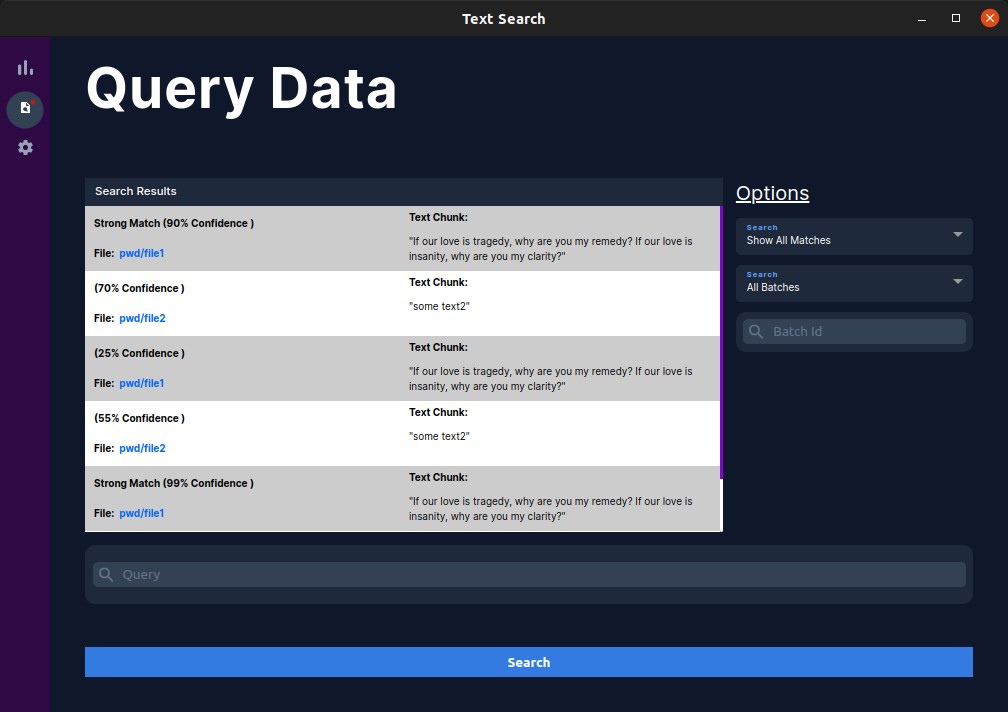 Text Search
Query Data
Search Results
Strong Match (90% Confidence )
File: pwd/file1
Text Chunk:
"If our love is tragedy, why are you my remedy? If our love is
insanity, why are you my clarity?"
(70% Confidence )
File: pwd/file2
Text Chunk:
"some text2"
(25% Confidence )
File: pwd/file1
Text Chunk:
"If our love is tragedy, why are you my remedy? If our love is
insanity, why are you my clarity?"
(55% Confidence )
File: pwd/file2
Text Chunk:
"some text2"
Strong Match (99% Confidence )
File: pwd/file1
Text Chunk:
"If our love is tragedy, why are you my remedy? If our love is
insanity, why are you my clarity?"
Options
Search
Show All Matches
Search
All Batches
Batch Id
Query
Search